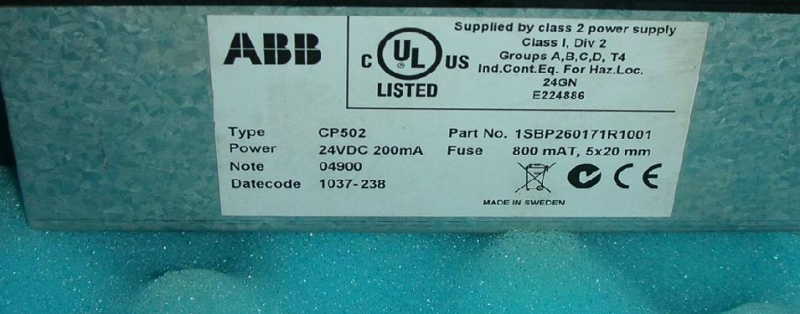 ABB
C UL US
LISTED
Supplied by class 2 power supply
Class I, Div 2
Groups A,B,C,D, T4
Ind.Cont.Eq. For Haz.Loc.
24GN
E224886
Type CP502 Part No. 1SBP260171R1001
Power 24VDC 200mA Fuse 800 mAT, 5x20 mm
Note 04900
Datecode 1037-238
CE
MADE IN SWEDEN